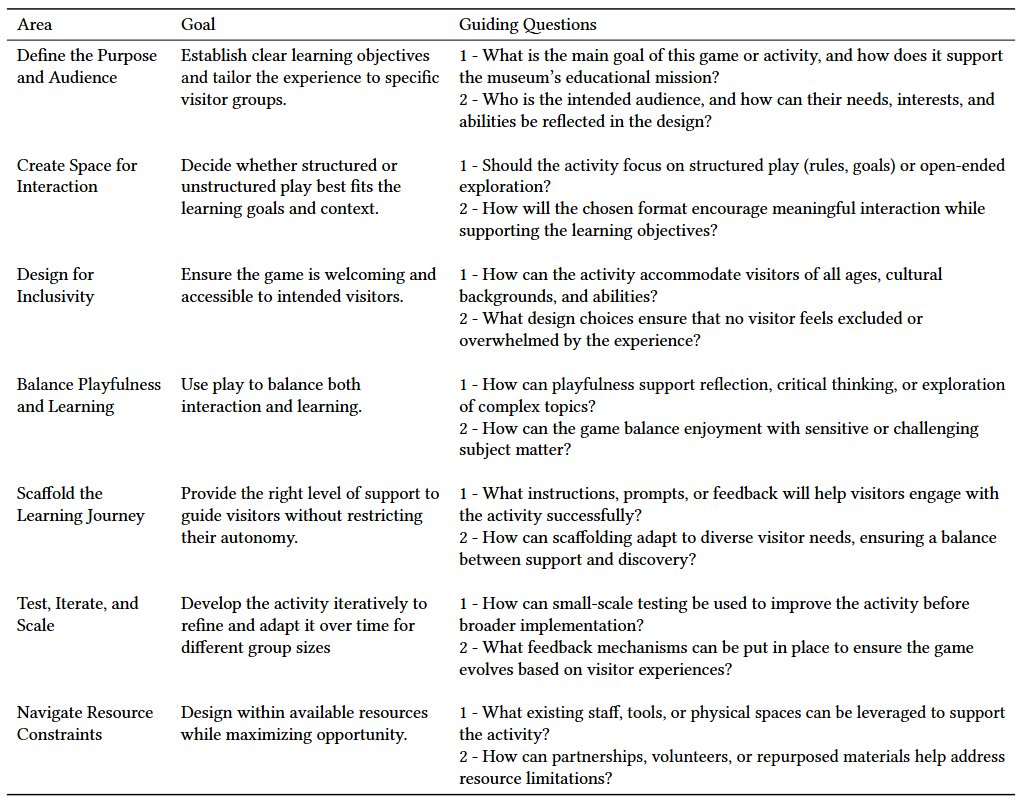 Area Goal Guiding Questions
Define the Purpose and Audience
Establish clear learning objectives and tailor the experience to specific visitor groups.
1 - What is the main goal of this game or activity, and how does it support
the museum's educational mission?
2 - Who is the intended audience, and how can their needs, interests, and
abilities be reflected in the design?
Create Space for
Interaction
Decide whether structured or
unstructured play best fits the
learning goals and context.
1 - Should the activity focus on structured play (rules, goals) or open-ended
exploration?
2 - How will the chosen format encourage meaningful interaction while
supporting the learning objectives?
Design for
Inclusivity
Ensure the game is welcoming and
accessible to intended visitors.
1 - How can the activity accommodate visitors of all ages, cultural
backgrounds, and abilities?
2 - What design choices ensure that no visitor feels excluded or
overwhelmed by the experience?
Balance Playfulness
and Learning
Use play to balance both
interaction and learning.
1 - How can playfulness support reflection, critical thinking, or exploration
of complex topics?
2 - How can the game balance enjoyment with sensitive or challenging
subject matter?
Scaffold the
Learning Journey
Provide the right level of support to
guide visitors without restricting
their autonomy.
1 - What instructions, prompts, or feedback will help visitors engage with
the activity successfully?
2 - How can scaffolding adapt to diverse visitor needs, ensuring a balance
between support and discovery?
Test, Iterate, and
Scale
Develop the activity iteratively to
refine and adapt it over time for
different group sizes
1 - How can small-scale testing be used to improve the activity before
broader implementation?
2 - What feedback mechanisms can be put in place to ensure the game
evolves based on visitor experiences?
Navigate Resource
Constraints
Design within available resources
while maximizing opportunity.
1 - What existing staff, tools, or physical spaces can be leveraged to support
the activity?
2 - How can partnerships, volunteers, or repurposed materials help address
resource limitations?